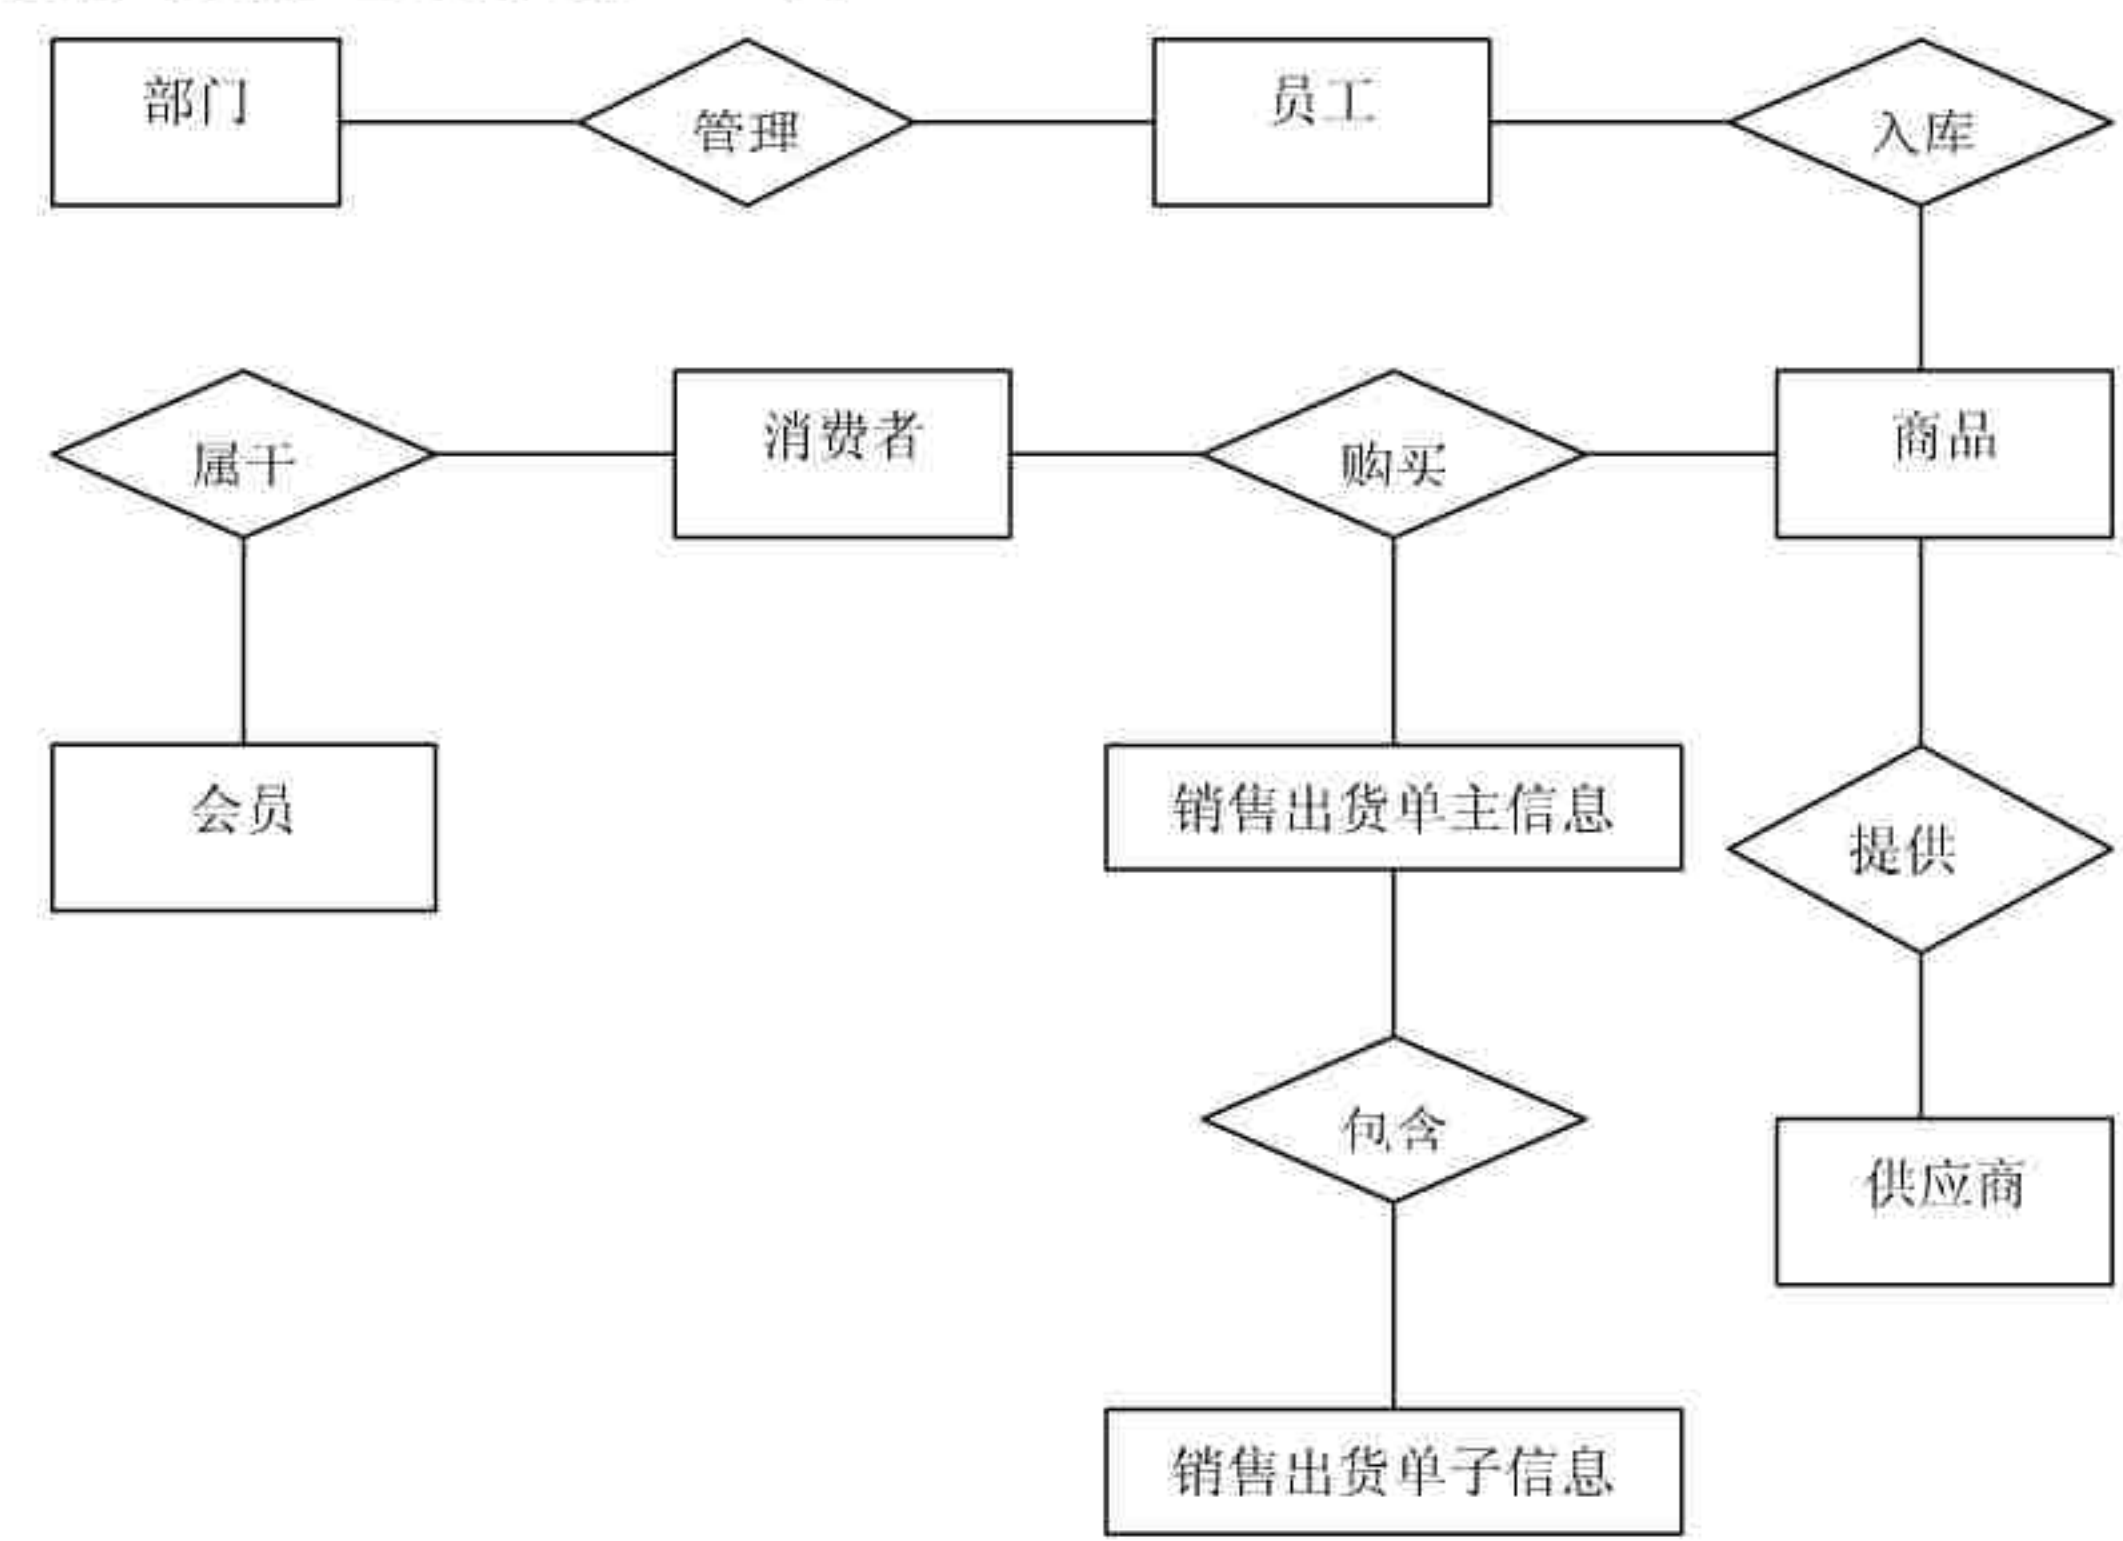 部门
管理
员工
入库
属于
消费者
购买
商品
会员
销售出货单主信息
提供
包含
供应商
销售出货单子信息